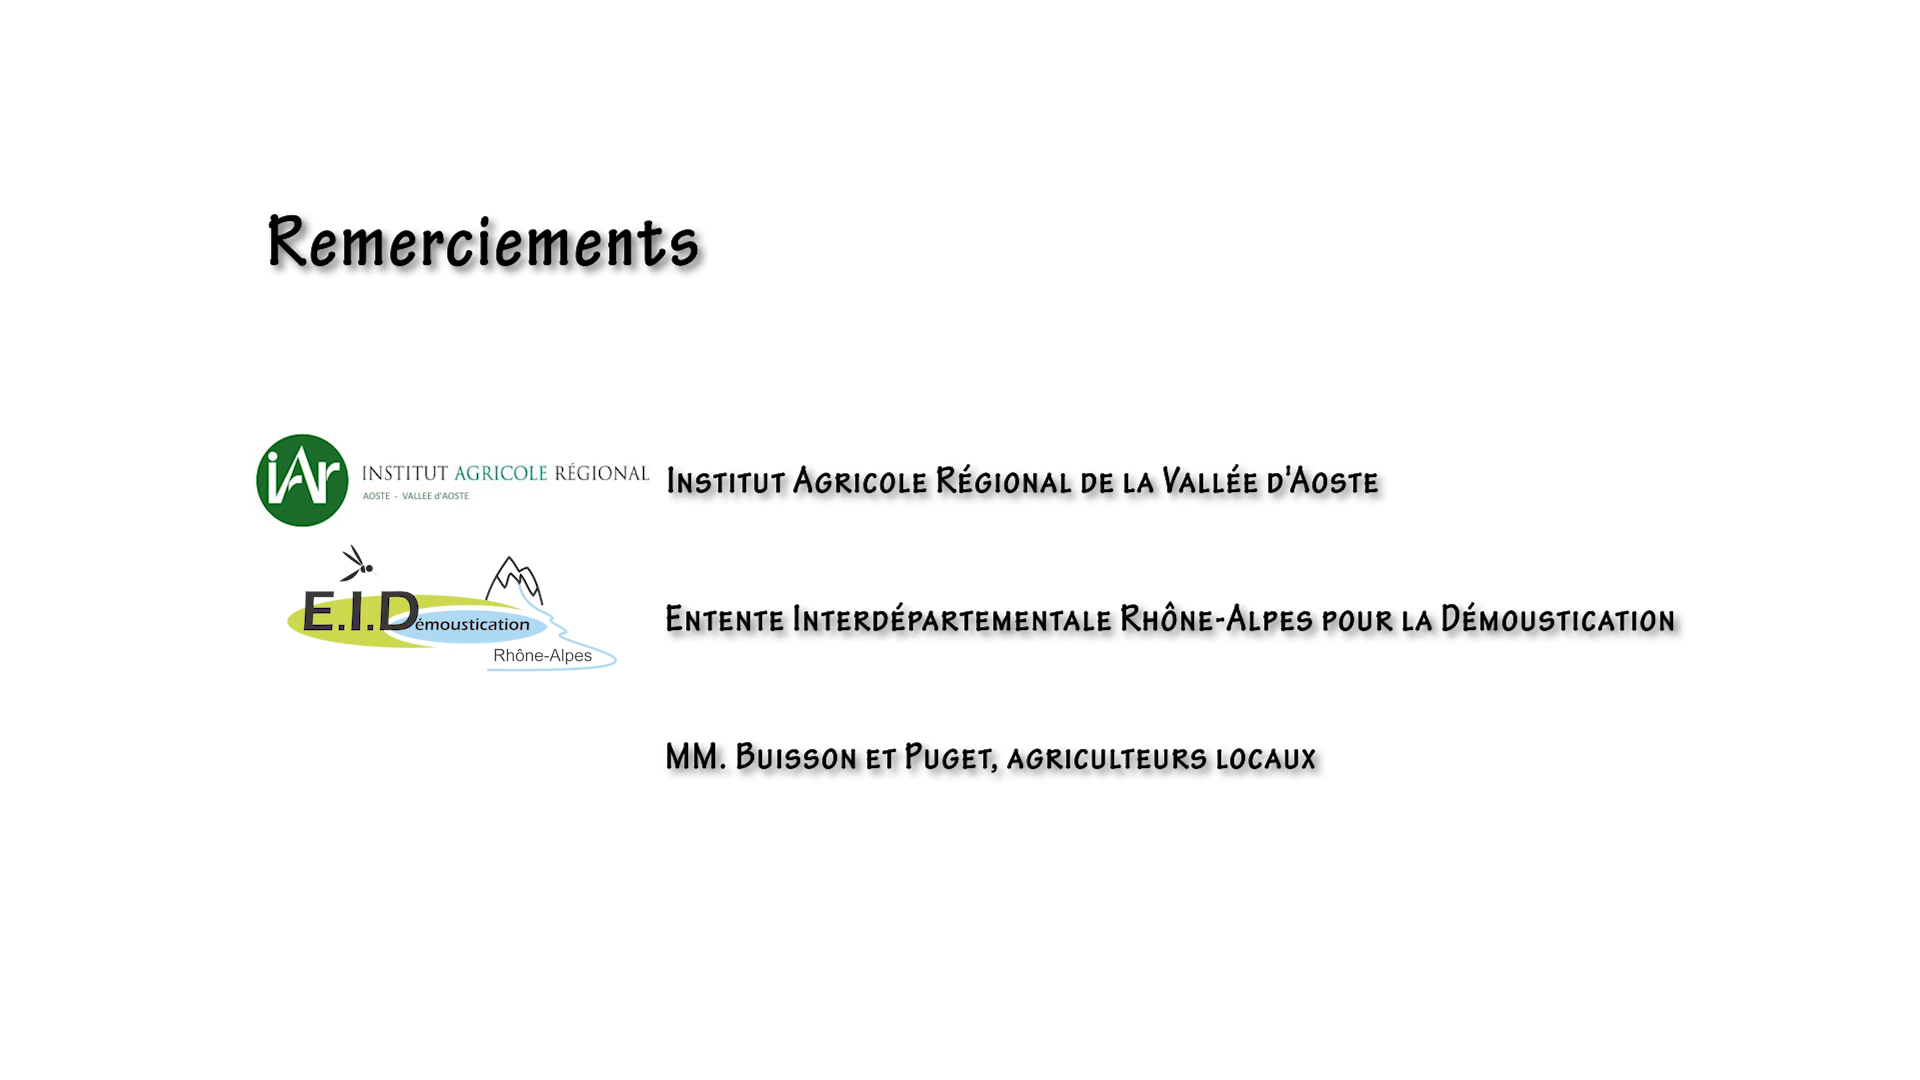 Remerciements
iAr INSTITUT AGRICOLE RÉGIONAL
AOSTE - VALLEE d'AOSTE
Institut Agricole Régional de la Vallée d'Aoste
E.I.Démoustication
Rhône-Alpes
Entente Interdépartementale Rhône-Alpes pour la Démoustication
MM. Buisson et Puget, agriculteurs locaux